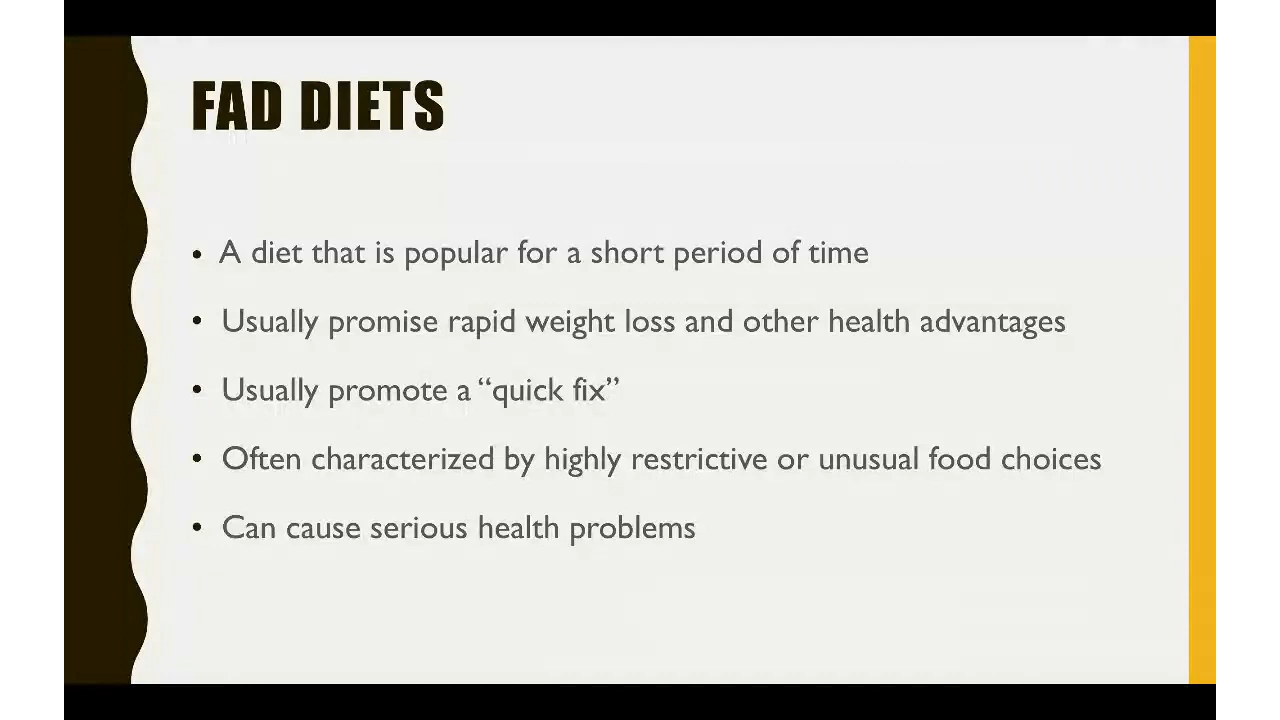 FAD DIETS
• A diet that is popular for a short period of time
• Usually promise rapid weight loss and other health advantages
• Usually promote a “quick fix”
• Often characterized by highly restrictive or unusual food choices
• Can cause serious health problems